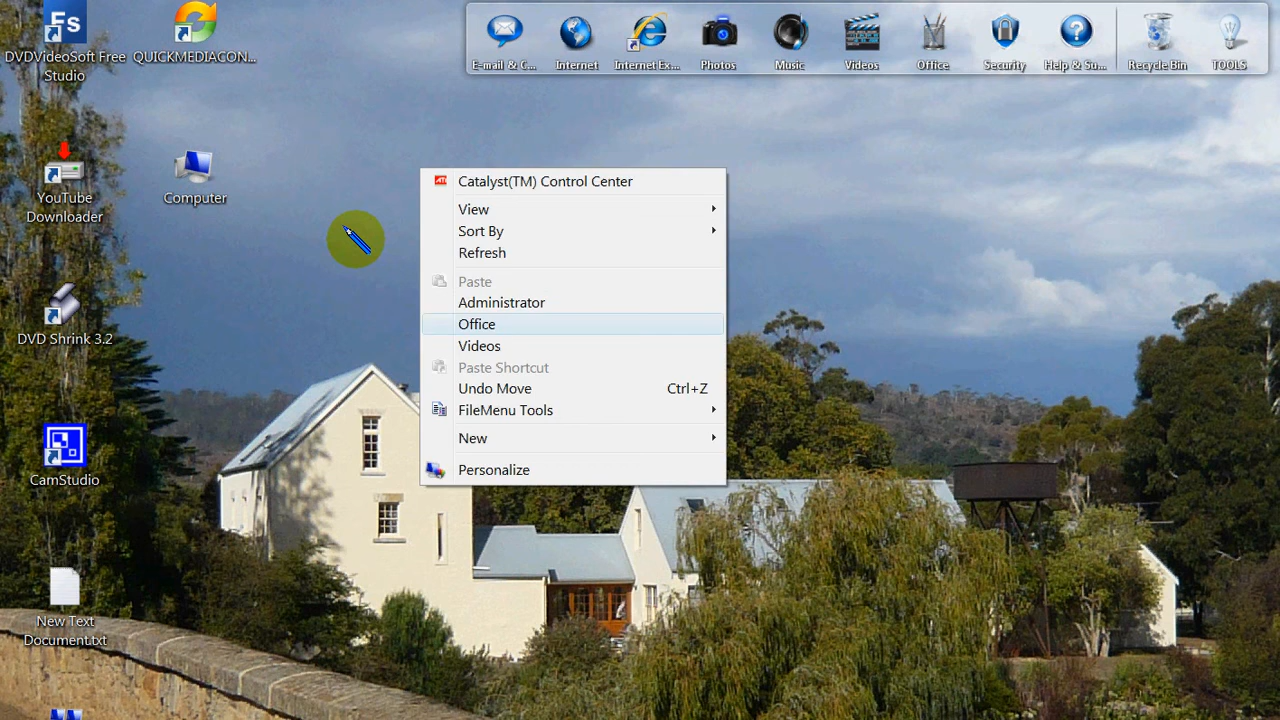 Fs
DVDVideoSoft Free
Studio
QUICKMEDIACON...
E-mail & C...
Internet
Internet Ex...
Photos
Music
Videos
Office
Security
Help & Su...
Recycle Bin
TOOLS
YouTube
Downloader
Computer
DVD Shrink 3.2
CamStudio
New Text
Document.txt
ATI
Catalyst(TM) Control Center
View
Sort By
Refresh
Paste
Administrator
Office
Videos
Paste Shortcut
Undo Move Ctrl+Z
FileMenu Tools
New
Personalize